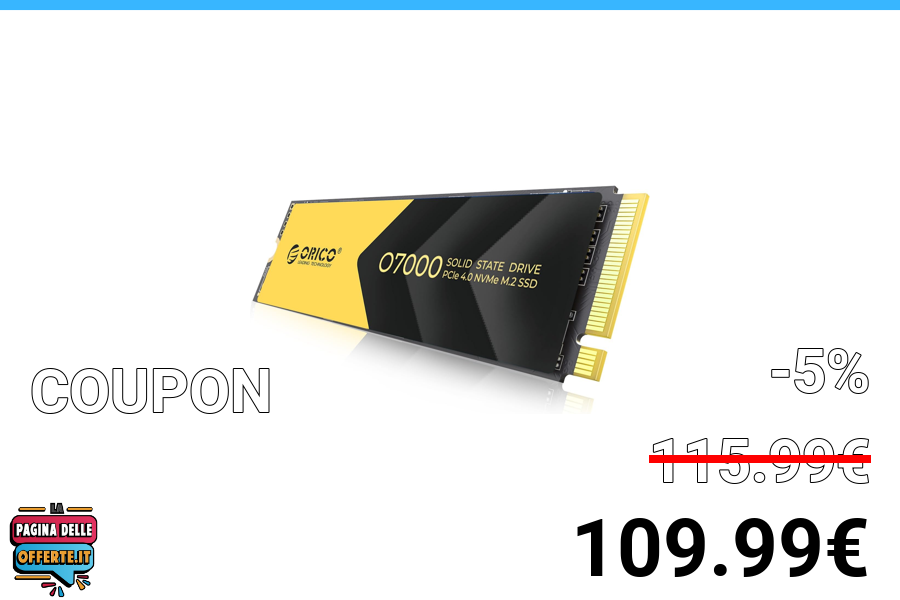 ORICO®
LEADING TECHNOLOGY
O7000
SOLID STATE DRIVE
PCIe 4.0 NVMe M.2 SSD
COUPON
-5%
115.99€
109.99€
LA
PAGINA DELLE
OFFERTE.IT